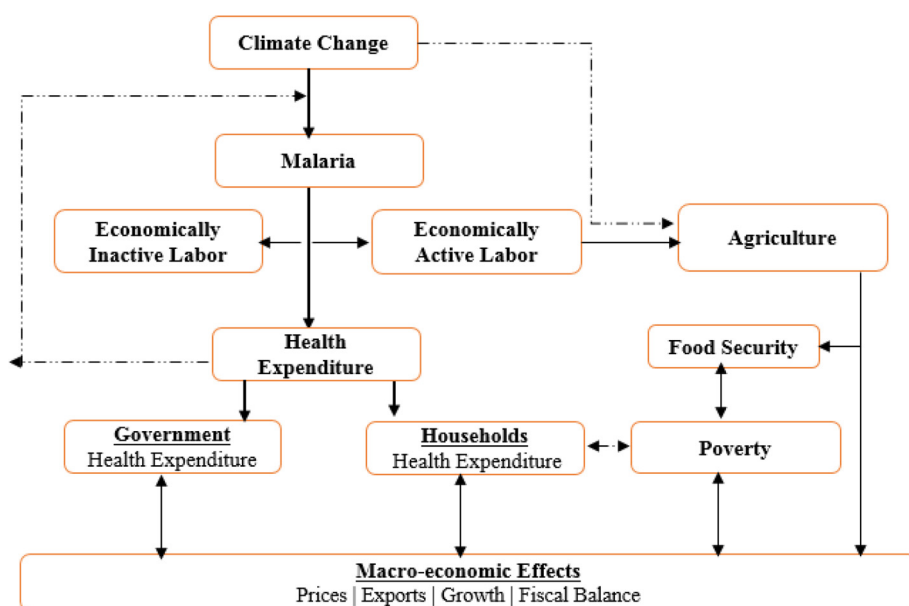 Climate Change
Malaria
Economically
Inactive Labor
Economically
Active Labor
Agriculture
Health
Expenditure
Food Security
Government
Health Expenditure
Households
Health Expenditure
Poverty
Macro-economic Effects
Prices | Exports | Growth | Fiscal Balance